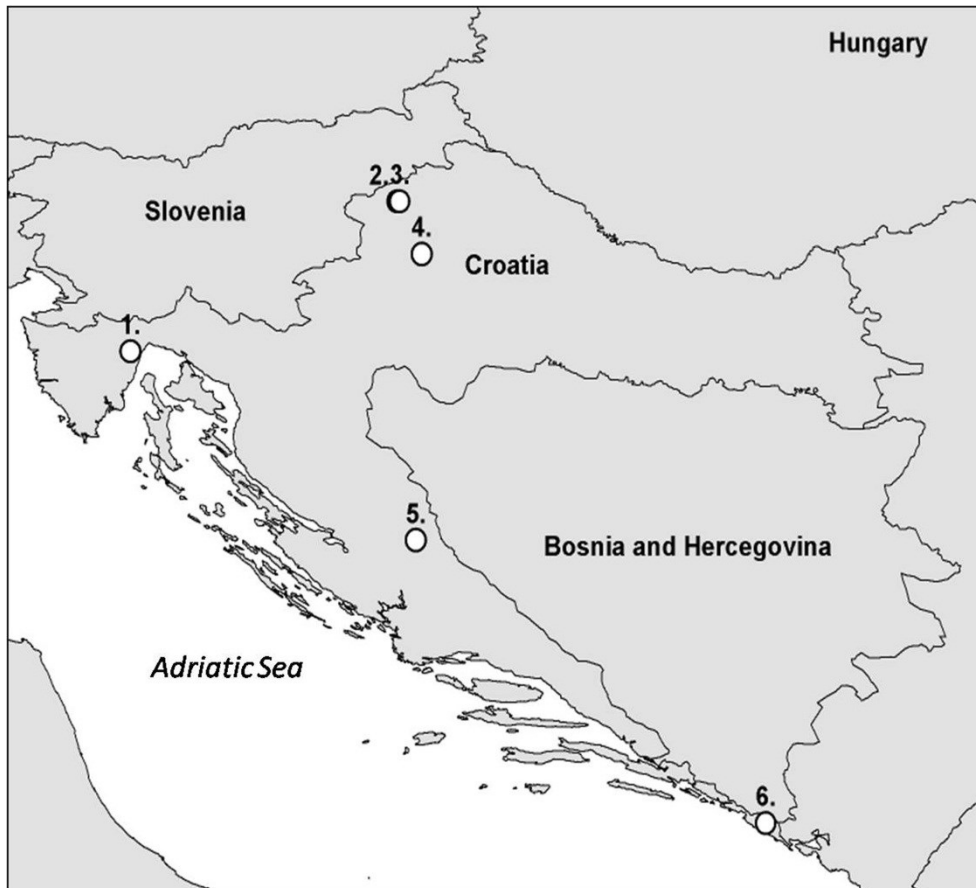 Hungary
2.3.
Slovenia
4.
Croatia
1.
5.
Bosnia and Hercegovina
Adriatic Sea
6.